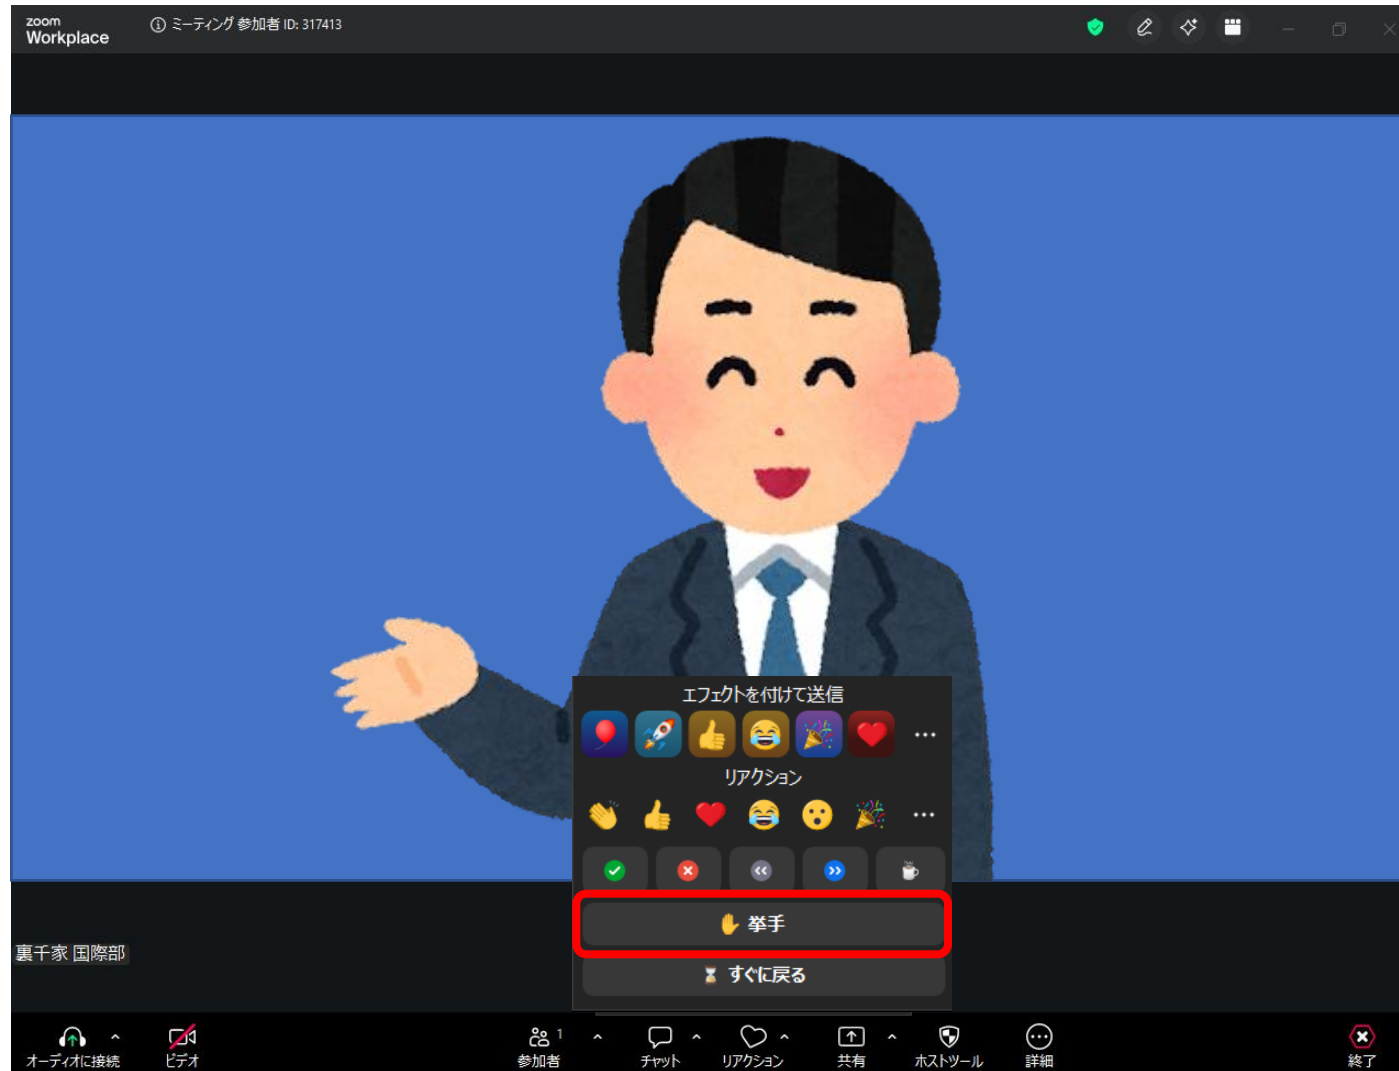 zoom
Workplace
ミーティング 参加者 ID: 317413
エフェクトを付けて送信
リアクション
挙手
すぐに戻る
裏千家 国際部
オーディオに接続
ビデオ
参加者
1
チャット
リアクション
共有
ホストツール
詳細
終了